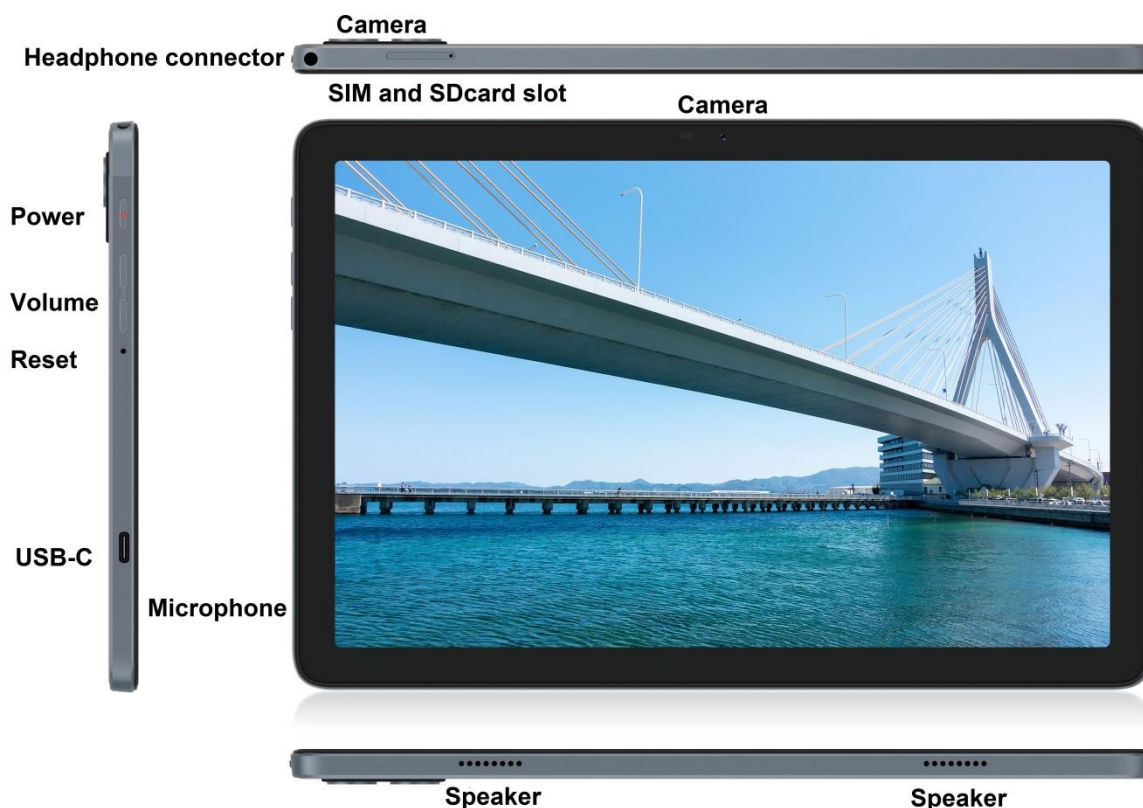 Camera
Headphone connector
SIM and SDcard slot
Camera
Power
Volume
Reset
USB-C
Microphone
Speaker
Speaker